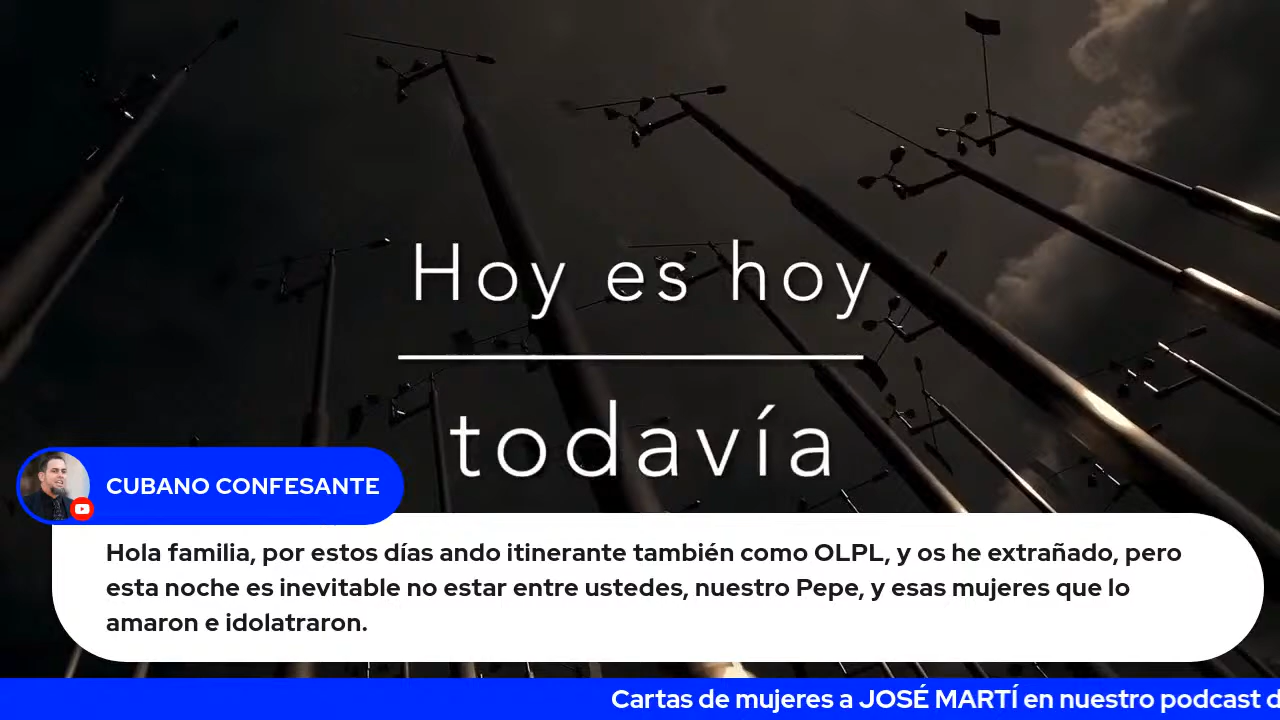 Hoy es hoy
todavía
CUBANO CONFESANTE
Hola familia, por estos días ando itinerante también como OLPL, y os he extrañado, pero
esta noche es inevitable no estar entre ustedes, nuestro Pepe, y esas mujeres que lo
amaron e idolatraron.
Cartas de mujeres a JOSÉ MARTÍ en nuestro podcast d